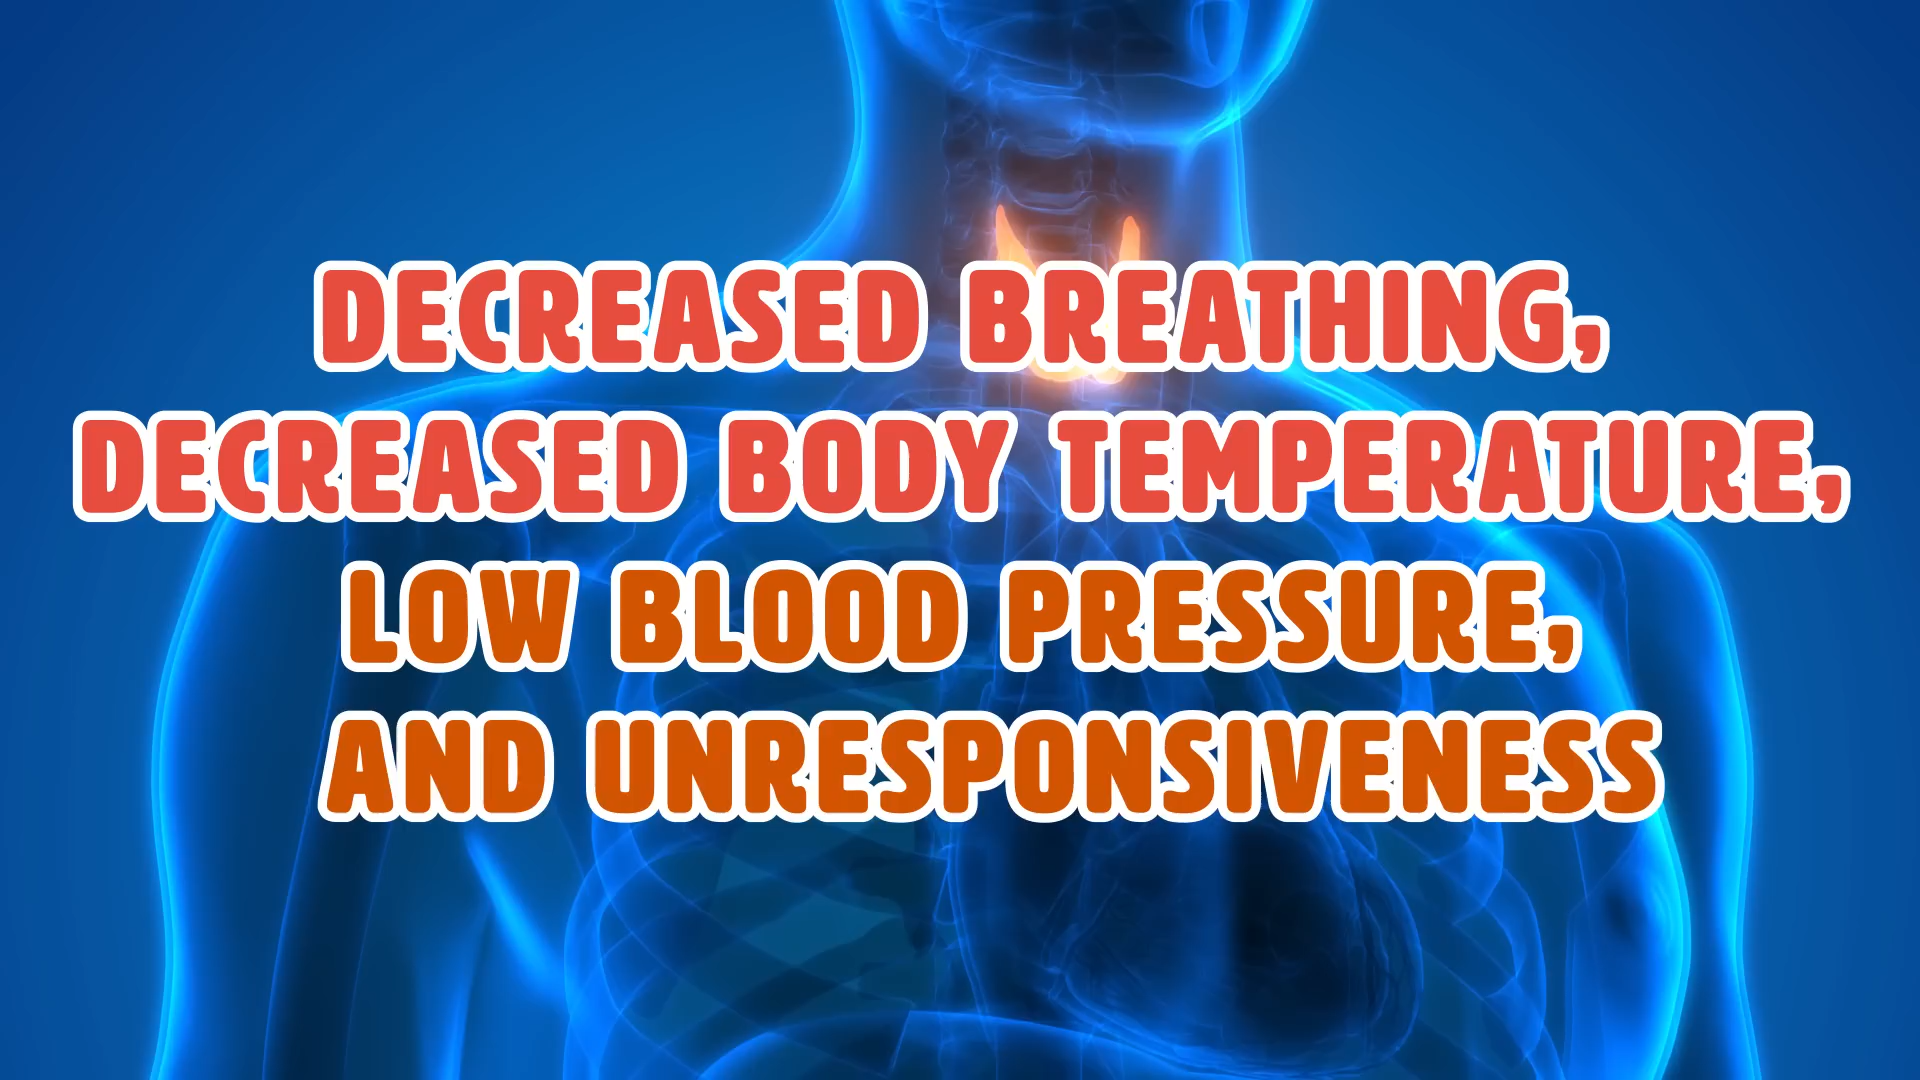 DECREASED BREATHING,
DECREASED BODY TEMPERATURE,
LOW BLOOD PRESSURE,
AND UNRESPONSIVENESS